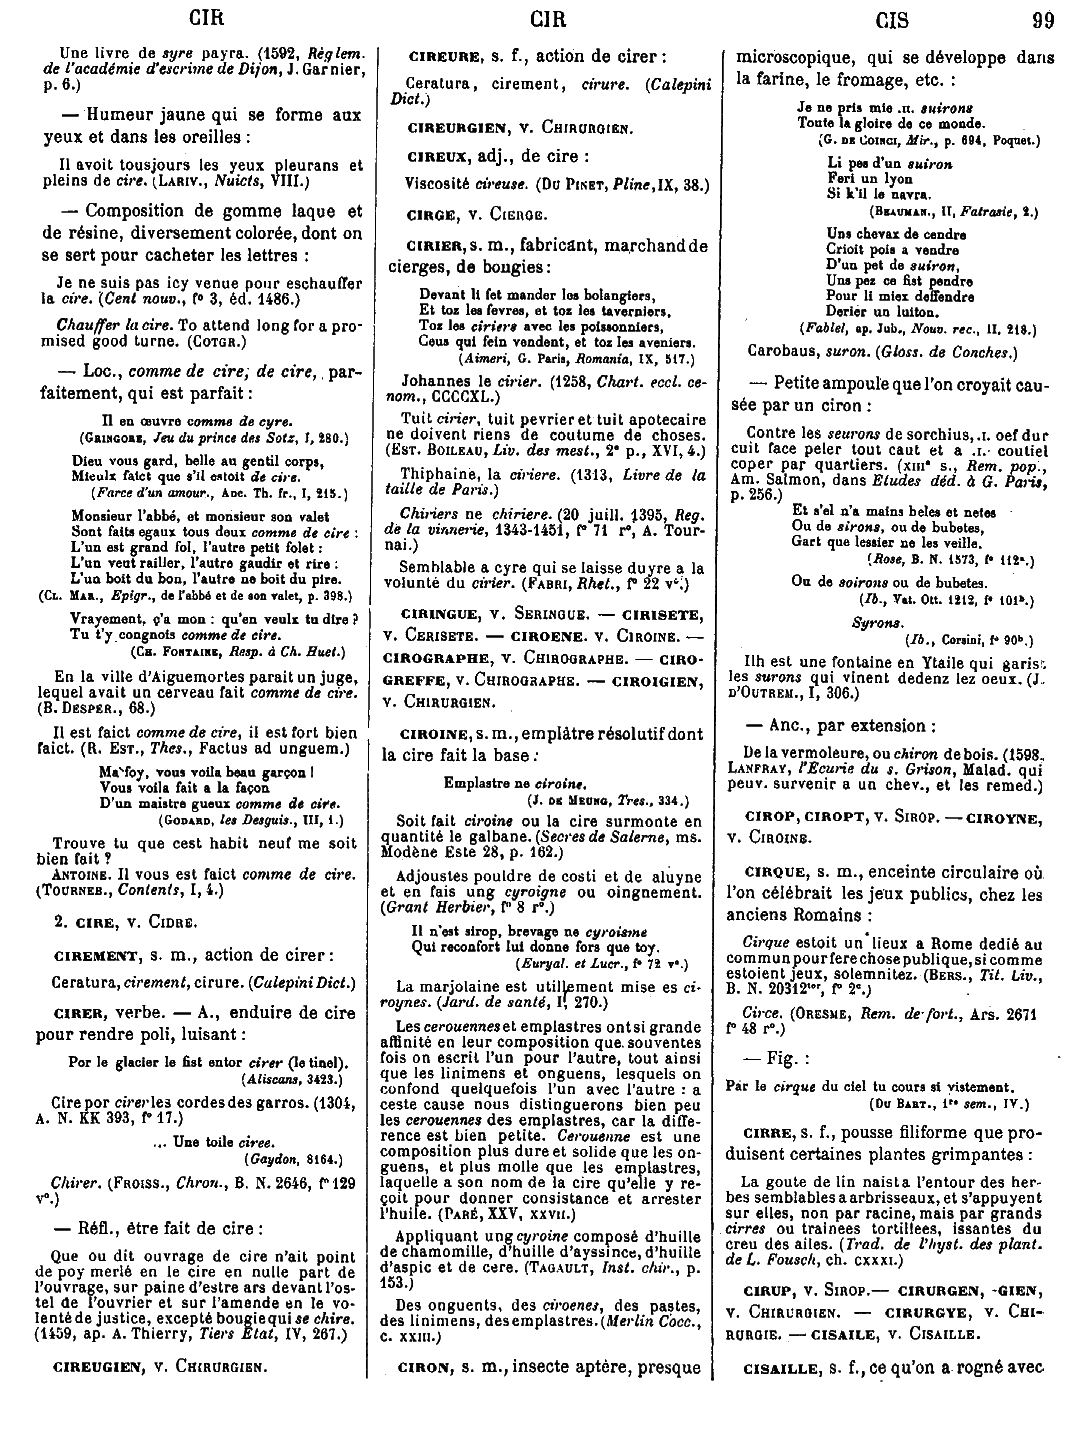 CIR
CIR
CIS
99
Une livre de syre payra. (1592, Règlem.
de l'académie d'escrime de Dijon, J. Garnier,
p. 6.)
— Humeur jaune qui se forme aux
yeux et dans les oreilles :
Il avoit tousjours les yeux pleurans et
pleins de cire. (LARIV., Nuicts, VIII.)
— Composition de gomme laque et
de résine, diversement colorée, dont on
se sert pour cacheter les lettres :
Je ne suis pas icy venue pour eschauffer
la cire. (Cent nouv., f° 3, éd. 1486.)
Chauffer la cire. To attend long for a pro-
mised good turne. (COTGR.)
— Loc., comme de cire, de cire, par-
faitement, qui est parfait :
Il en œuvre comme de cyre.
(GRINGORE, Jeu du prince des Sotz, I, 280.)
Dieu vous gard, belle au gentil corps,
Mieulx faict que s'il estoit de cire.
(Farce d'un amour., Anc. Th. fr., I, 215.)
Monsieur l'abbé, et monsieur son valet
Sont faits egaux tous deux comme de cire :
L'un est grand fol, l'autre petit folet :
L'un veut railler, l'autre gaudir et rire :
L'un boit du bon, l'autre ne boit du pire.
(CL. MAR., Epigr., de l'abbé et de son valet, p. 398.)
Vrayement, ç'a mon : qu'en veulx tu dire ?
Tu t'y congnois comme de cire.
(CH. FONTAINE, Resp. à Ch. Huet.)
En la ville d'Aiguemortes parait un juge,
lequel avait un cerveau fait comme de cire.
(B. DESPER., 68.)
Il est faict comme de cire, il est fort bien
faict. (R. EST., Thes., Factus ad unguem.)
Ma foy, vous voila beau garçon !
Vous voila fait a la façon
D'un maistre gueux comme de cire.
(GODARD, les Desguis., III, 1.)
Trouve tu que cest habit neuf me soit
bien fait ?
ANTOINE. Il vous est faict comme de cire.
(TOURNEB., Contents, I, 4.)
2. CIRE, V. CIDRE.
CIREMENT, s. m., action de cirer :
Ceratura, cirement, cirure. (Calepini Dict.)
CIRER, verbe. — A., enduire de cire
pour rendre poli, luisant :
Por le glacier le fist entor cirer (le tinel).
(Aliscans, 3423.)
Cire por cirer les cordes des garros. (1304,
A. N. KK 393, f° 17.)
... Une toile ciree.
(Gaydon, 8164.)
Chirer. (FROISS., Chron., B. N. 2646, f° 129
v°.)
— Réfl., être fait de cire :
Que ou dit ouvrage de cire n'ait point
de poy merlé en le cire en nulle part de
l'ouvrage, sur paine d'estre ars devant l'os-
tel de l'ouvrier et sur l'amende en le vo-
lenté de justice, excepté bougie qui se chire.
(1459, ap. A. Thierry, Tiers Etat, IV, 267.)
CIREUGIEN, V. CHIRURGIEN.
CIREURE, s. f., action de cirer :
Ceratura, cirement, cirure. (Calepini
Dict.)
CIREURGIEN, V. CHIRURGIEN.
CIREUX, adj., de cire :
Viscosité cireuse. (DU PINET, Pline, IX, 38.)
CIRGE, V. CIERGE.
CIRIER, s. m., fabricant, marchand de
cierges, de bougies :
Devant li fet mander los bolangiers,
Et toz les fevres, et toz les taverniers,
Toz les ciriers avec les poissonniers,
Ceus qui fein vendent, et toz les aveniers.
(Aimeri, G. Paris, Romania, IX, 517.)
Johannes le cirier. (1258, Chart. eccl. ce-
nom., CCCCXL.)
Tuit cirier, tuit pevrier et tuit apotecaire
ne doivent riens de coutume de choses.
(EST. BOILEAU, Liv. des mest., 2e p., XVI, 4.)
Thiphaine, la ciriere. (1313, Livre de la
taille de Paris.)
Chiriers ne chiriere. (20 juill. 1395, Reg.
de la vinnerie, 1343-1451, f° 71 r°, A. Tour-
nai.)
Semblable a cyre qui se laisse duyre a la
volunté du cirier. (FABRI, Rhet., f° 22 v°.)
CIRINGUE, V. SERINGUE. — CIRISETE,
V. CERISETE. — CIROENE. V. CIROINE. —
CIROGRAPHE, V. CHIROGRAPHE. — CIRO-
GREFFE, V. CHIROGRAPHE. — CIROIGIEN,
V. CHIRURGIEN.
CIROINE, s. m., emplâtre résolutif dont
la cire fait la base :
Emplastre ne ciroine.
(J. DE MEUNG, Tres., 334.)
Soit fait ciroine ou la cire surmonte en
quantité le galbane. (Secres de Salerne, ms.
Modène Este 28, p. 162.)
Adjoustes pouldre de costi et de aluyne
et en fais ung cyroigne ou oingnement.
(Grant Herbier, f° 8 r°.)
Il n'est sirop, brevage ne cyroisme
Qui reconfort lui donne fors que toy.
(Euryal. et Lucr., f° 72 v°.)
La marjolaine est utillement mise es ci-
roynes. (Jard. de santé, I, 270.)
Les cerouennes et emplastres ont si grande
affinité en leur composition que souventes
fois on escrit l'un pour l'autre, tout ainsi
que les linimens et onguens, lesquels on
confond quelquefois l'un avec l'autre : a
ceste cause nous distinguerons bien peu
les cerouennes des emplastres, car la diffe-
rence est bien petite. Cerouenne est une
composition plus dure et solide que les on-
guens, et plus molle que les emplastres,
laquelle a son nom de la cire qu'elle y re-
çoit pour donner consistance et arrester
l'huile. (PARÉ, XXV, XXVII.)
Appliquant ung cyroine composé d'huille
de chamomille, d'huille d'ayssince, d'huille
d'aspic et de cere. (TAGAULT, Inst. chir., p.
153.)
Des onguents, des ciroenes, des pastes,
des linimens, des emplastres. (Merlin Cocc.,
C. XXIII.)
CIRON, s. m., insecte aptère, presque
microscopique, qui se développe dans
la farine, le fromage, etc. :
Je ne pris mie .II. suirons
Toute la gloire de ce monde.
(G. DE COINCI, Mir., p. 694, Poquet.)
Li pes d'un suiron
Feri un lyon
Si k'il le navra.
(BEAUMAN., II, Fatrasie, 2.)
Uns chevax de cendre
Crioit pois a vendre
D'un pet de suiron,
Uns pez ce fist pendre
Pour li miex deffendre
Derier un luiton.
(Fablel, ap. Jub., Nouv. rec., II, 218.)
Carobaus, suron. (Gloss. de Conches.)
— Petite ampoule que l'on croyait cau-
sée par un ciron :
Contre les seurons de sorchius, .I. oef dur
cuit face peler tout caut et a .I. coutiel
coper par quartiers. (XIIIe s., Rem. pop.,
Am. Salmon, dans Etudes déd. à G. Paris,
p. 256.)
Et s'el n'a mains beles et netes
Ou de sirons, ou de bubetes,
Gart que lessier ne les veille.
(Rose, B. N. 1573, f° 112a.)
Ou de soirons ou de bubetes.
(Ib., Vat. Ott. 1212, f° 101b.)
Syrons.
(Ib., Corsini, f° 90b.)
Ilh est une fontaine en Ytaile qui garist
les surons qui vinent dedenz lez oeux. (J.
D'OUTREM., I, 306.)
— Anc., par extension :
De la vermoleure, ou chiron de bois. (1598.
LANFRAY, l'Ecurie du s. Grison, Malad. qui
peuv. survenir a un chev., et les remed.)
CIROP, CIROPT, V. SIROP. — CIROYNE,
V. CIROINE.
CIRQUE, s. m., enceinte circulaire où
l'on célébrait les jeux publics, chez les
anciens Romains :
Cirque estoit un lieux a Rome dedié au
commun pour fere chose publique, si comme
estoient jeux, solemnitez. (BERS., Tit. Liv.,
B. N. 20312ter, f° 2c.)
Circe. (ORESME, Rem. de fort., Ars. 2671
f° 48 r°.)
— Fig. :
Par le cirque du ciel tu cours si vistement.
(DU BART., 1re sem., IV.)
CIRRE, s. f., pousse filiforme que pro-
duisent certaines plantes grimpantes :
La goute de lin naist a l'entour des her-
bes semblables a arbrisseaux, et s'appuyent
sur elles, non par racine, mais par grands
cirres ou trainees tortillees, issantes du
creu des ailes. (Trad. de l'hyst. des plant.
de L. Fousch, ch. CXXXI.)
CIRUP, V. SIROP. — CIRURGEN, -GIEN,
V. CHIRURGIEN. — CIRURGYE, V. CHI-
RURGIE. — CISAILE, V. CISAILLE.
CISAILLE, s. f., ce qu'on a rogné avec